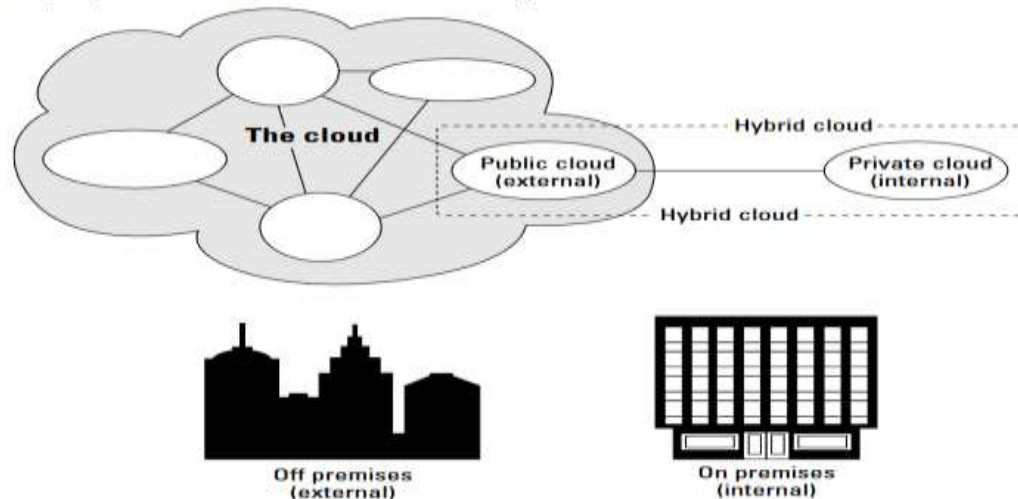 Hybrid cloud
The cloud
Public cloud
(external)
Private cloud
(internal)
Hybrid cloud
Off premises
(external)
On premises
(internal)